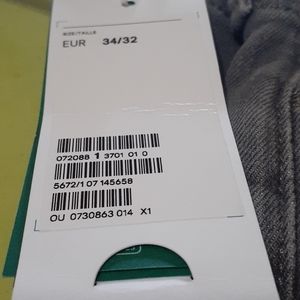 SIZE/TAILLE
EUR 34/32
072088 1 3701 01 0
5672/1 07 145658
OU 0730863 014 X1